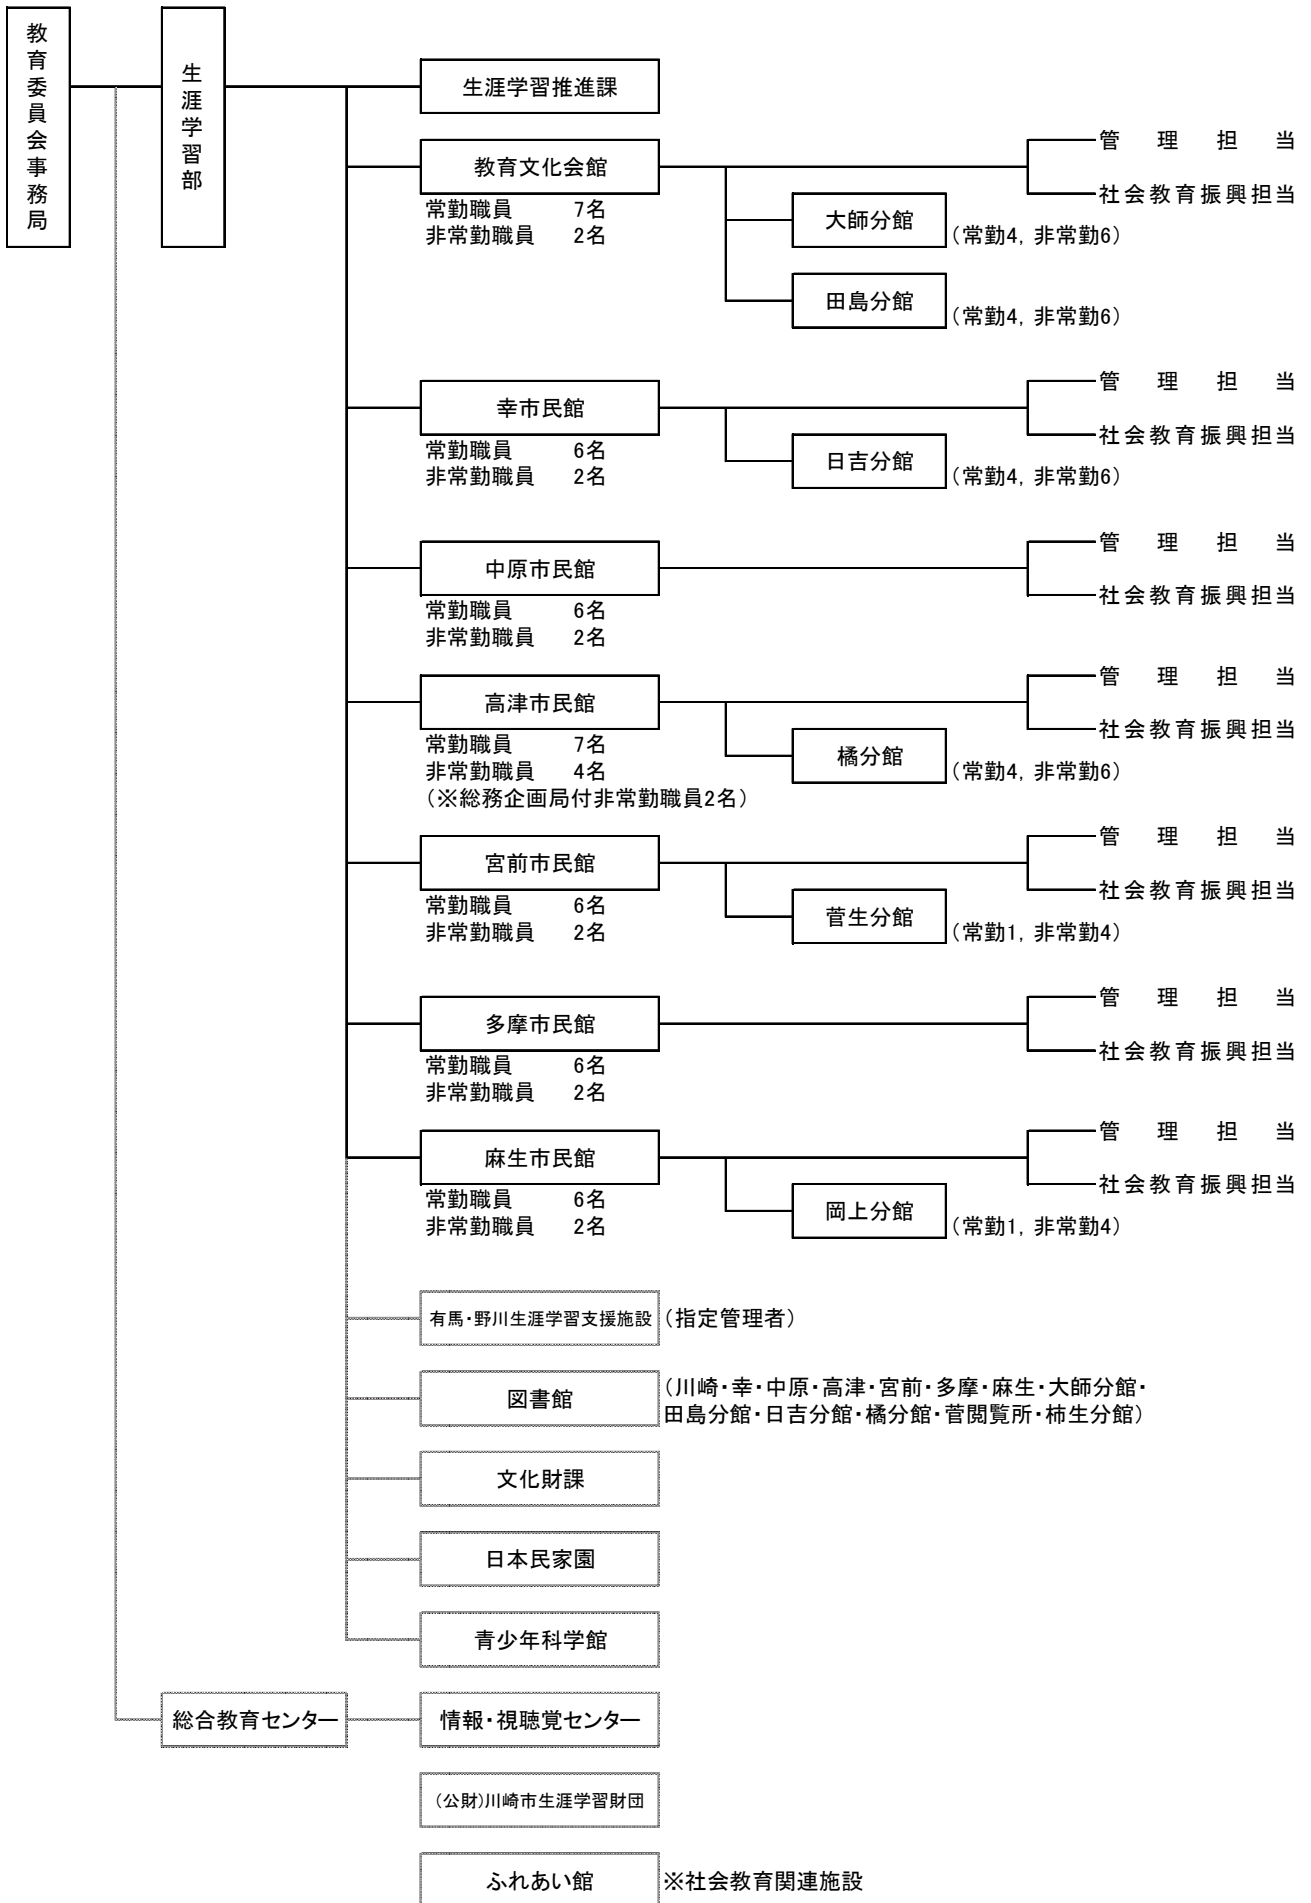 教育委員会事務局
生涯学習部
生涯学習推進課
教育文化会館
常勤職員 7名
非常勤職員 2名
管理担当
社会教育振興担当
大師分館
(常勤4, 非常勤6)
田島分館
(常勤4, 非常勤6)
幸市民館
常勤職員 6名
非常勤職員 2名
管理担当
社会教育振興担当
日吉分館
(常勤4, 非常勤6)
中原市民館
常勤職員 6名
非常勤職員 2名
管理担当
社会教育振興担当
高津市民館
常勤職員 7名
非常勤職員 4名
(※総務企画局付非常勤職員2名)
管理担当
社会教育振興担当
橘分館
(常勤4, 非常勤6)
宮前市民館
常勤職員 6名
非常勤職員 2名
管理担当
社会教育振興担当
菅生分館
(常勤1, 非常勤4)
多摩市民館
常勤職員 6名
非常勤職員 2名
管理担当
社会教育振興担当
麻生市民館
常勤職員 6名
非常勤職員 2名
管理担当
社会教育振興担当
岡上分館
(常勤1, 非常勤4)
有馬・野川生涯学習支援施設
(指定管理者)
図書館
(川崎・幸・中原・高津・宮前・多摩・麻生・大師分館・
田島分館・日吉分館・橘分館・菅閲覧所・柿生分館)
文化財課
日本民家園
青少年科学館
総合教育センター
情報・視聴覚センター
(公財)川崎市生涯学習財団
ふれあい館
※社会教育関連施設